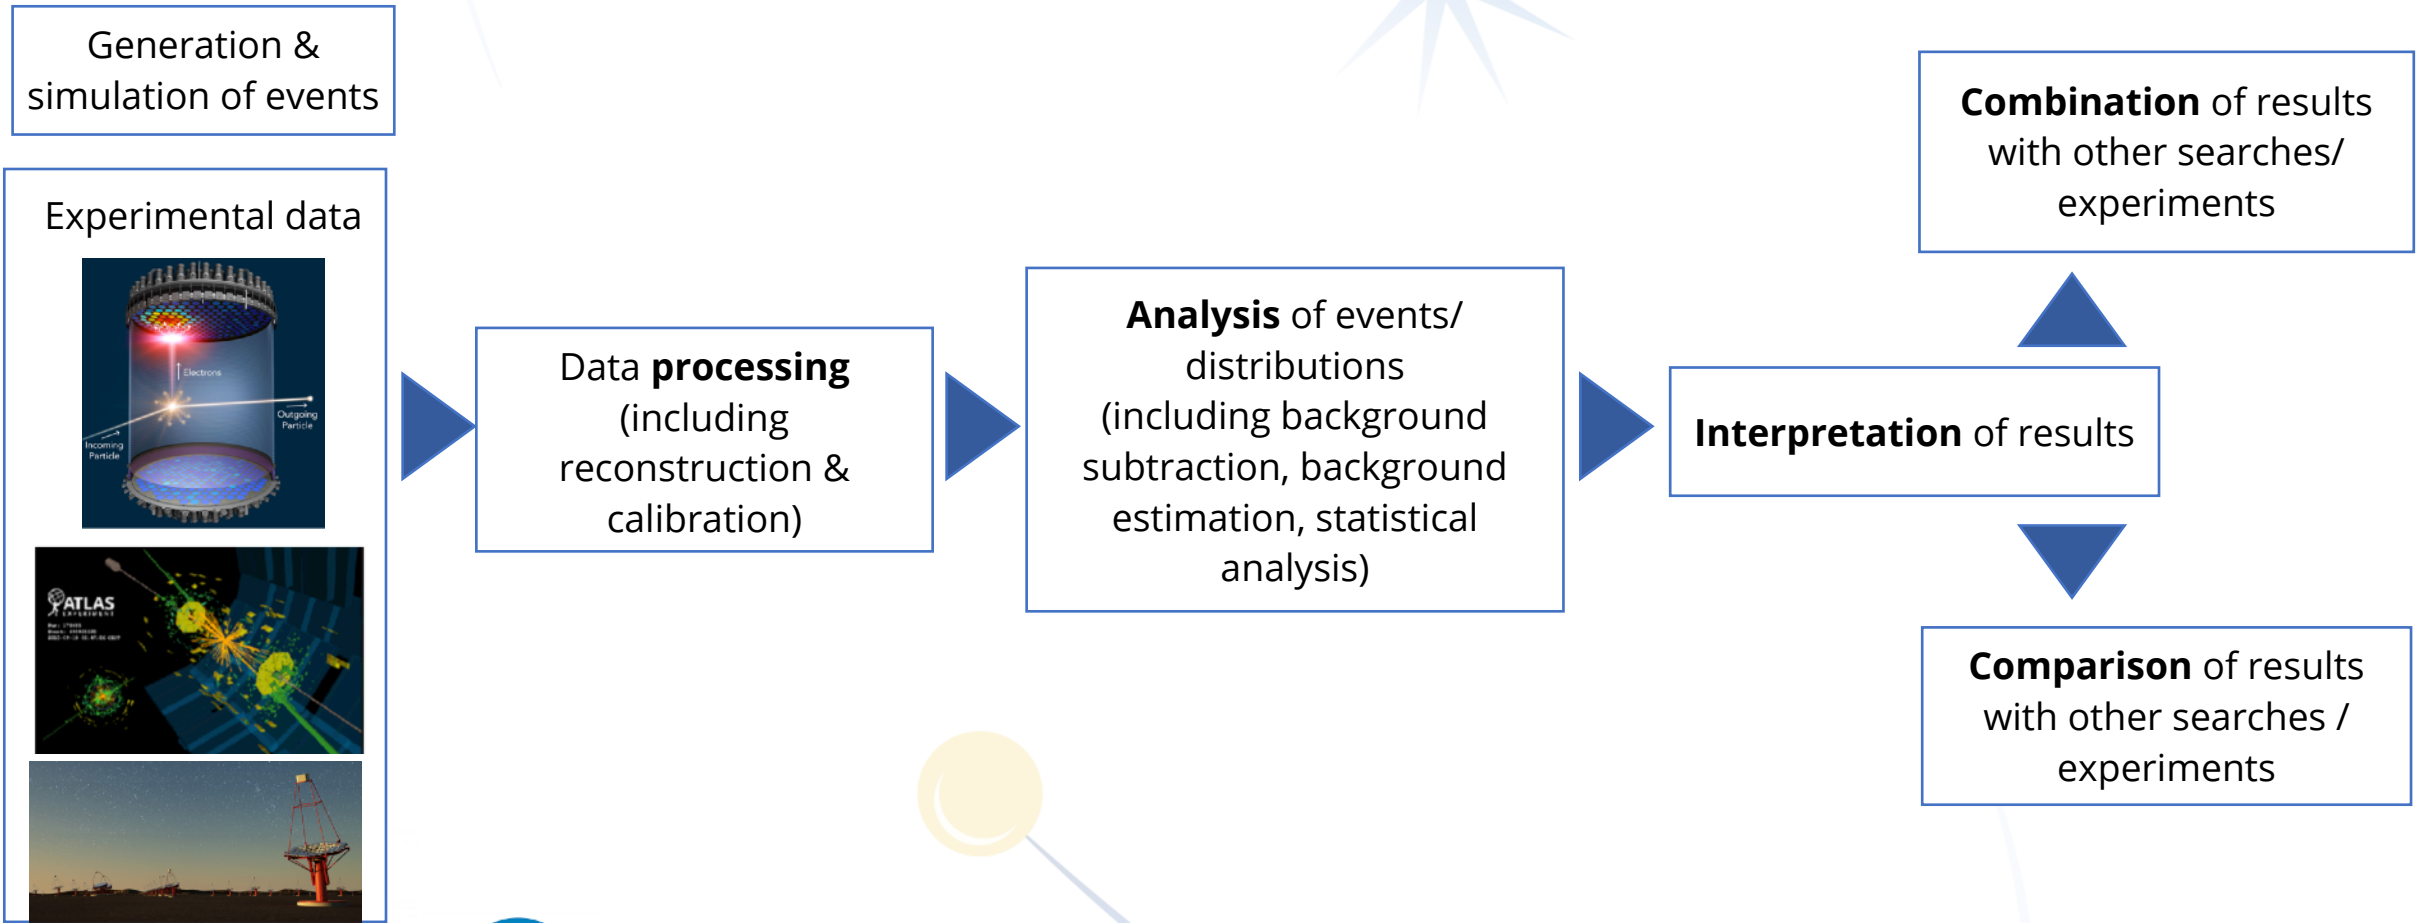 Generation &
simulation of events
Experimental data
Electrons
Outgoing
Particle
Incoming
Particle
ATLAS
EXPERIMENT
Data processing
(including
reconstruction &
calibration)
Analysis of events/
distributions
(including background
subtraction, background
estimation, statistical
analysis)
Interpretation of results
Combination of results
with other searches/
experiments
Comparison of results
with other searches /
experiments